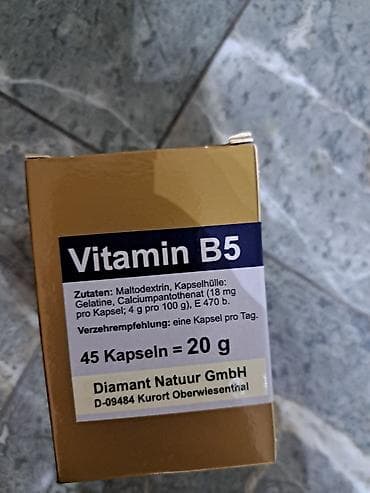 Vitamin B5
Zutaten: Maltodextrin, Kapselhülle:
Gelatine, Calciumpantothenat (18 mg
pro Kapsel; 4 g pro 100 g), E 470 b.
Verzehrempfehlung: eine Kapsel pro Tag.
45 Kapseln = 20 g
Diamant Natuur GmbH
D-09484 Kurort Oberwiesenthal